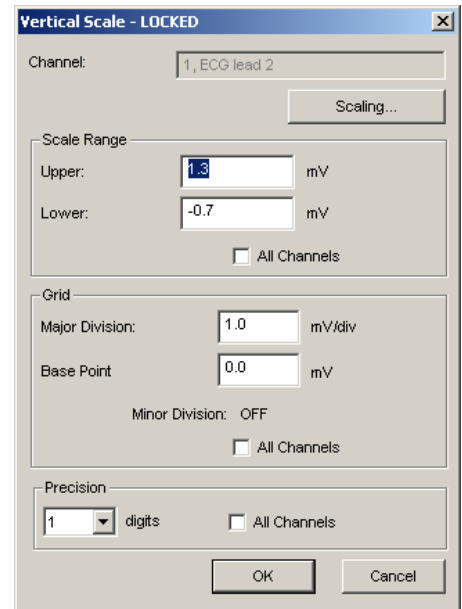 Vertical Scale - LOCKED
Channel: 1, ECG lead 2
Scaling...
Scale Range
Upper: 1.3 mV
Lower: -0.7 mV
All Channels
Grid
Major Division: 1.0 mV/div
Base Point 0.0 mV
Minor Division: OFF
All Channels
Precision
1 digits All Channels
OK Cancel